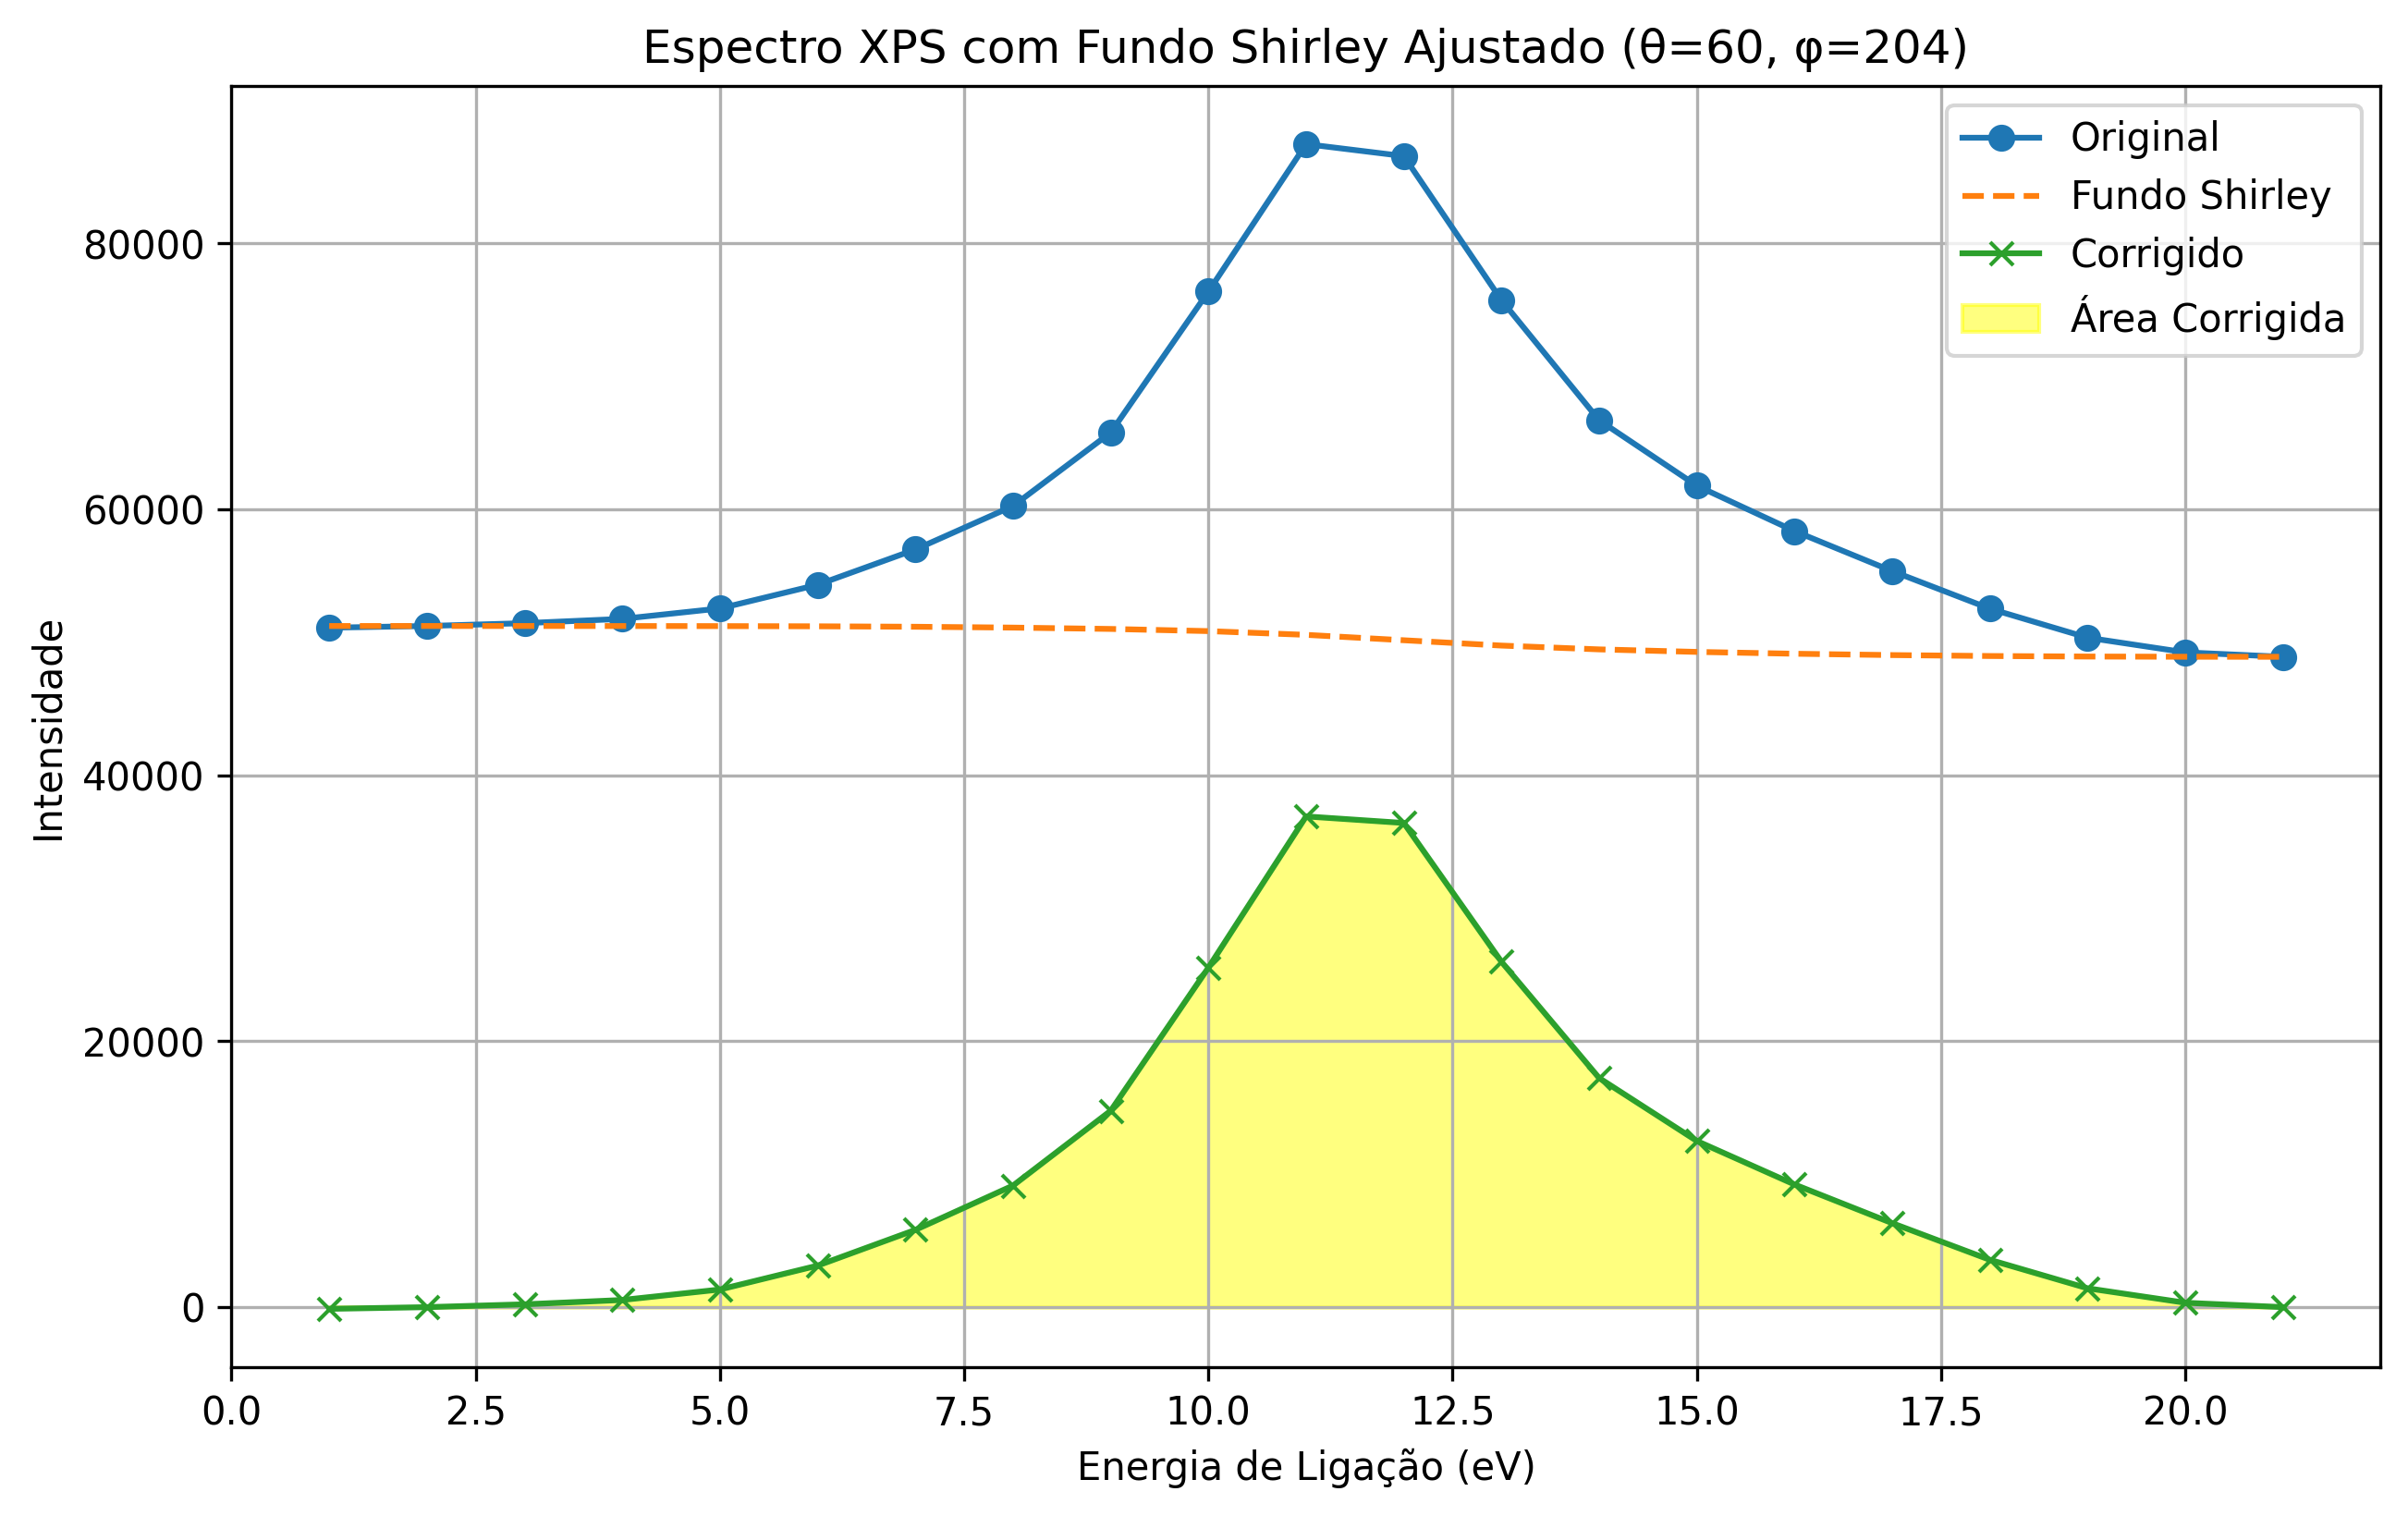 Espectro XPS com Fundo Shirley Ajustado (θ=60, φ=204)
Original
Fundo Shirley
Corrigido
Área Corrigida
Intensidade
80000
60000
40000
20000
0
0.0 2.5 5.0 7.5 10.0 12.5 15.0 17.5 20.0
Energia de Ligação (eV)